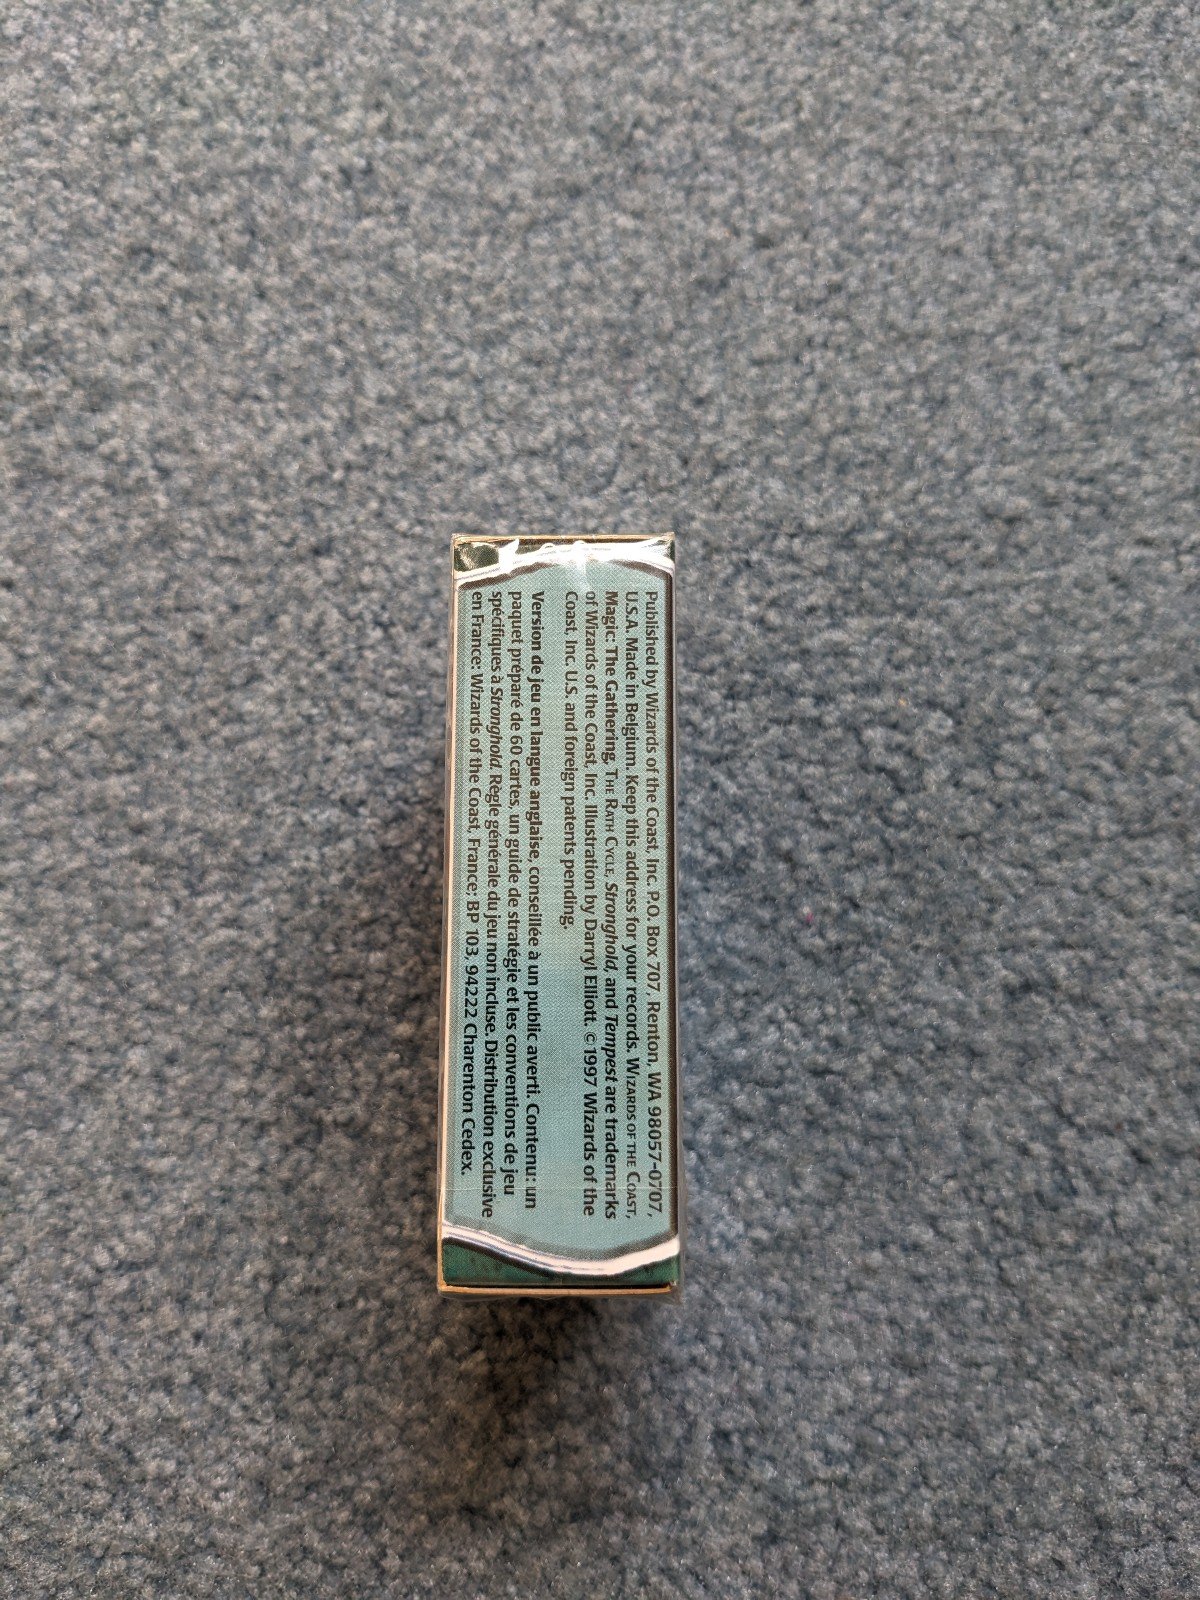 Published by Wizards of the Coast, Inc. P.O. Box 707, Renton, WA 98057-0707,
U.S.A. Made in Belgium. Keep this address for your records. WIZARDS OF THE COAST,
Magic: The Gathering, THE RATH CYCLE, Stronghold, and Tempest are trademarks
of Wizards of the Coast, Inc. Illustration by Darryl Elliott. © 1997 Wizards of the
Coast, Inc. U.S. and foreign patents pending.
Version de jeu en langue anglaise, conseillée à un public averti. Contenu: un
paquet préparé de 60 cartes, un guide de stratégie et les conventions de jeu
spécifiques à Stronghold. Règle générale du jeu non incluse. Distribution exclusive
en France: Wizards of the Coast, France; BP 103, 94222 Charenton Cedex.